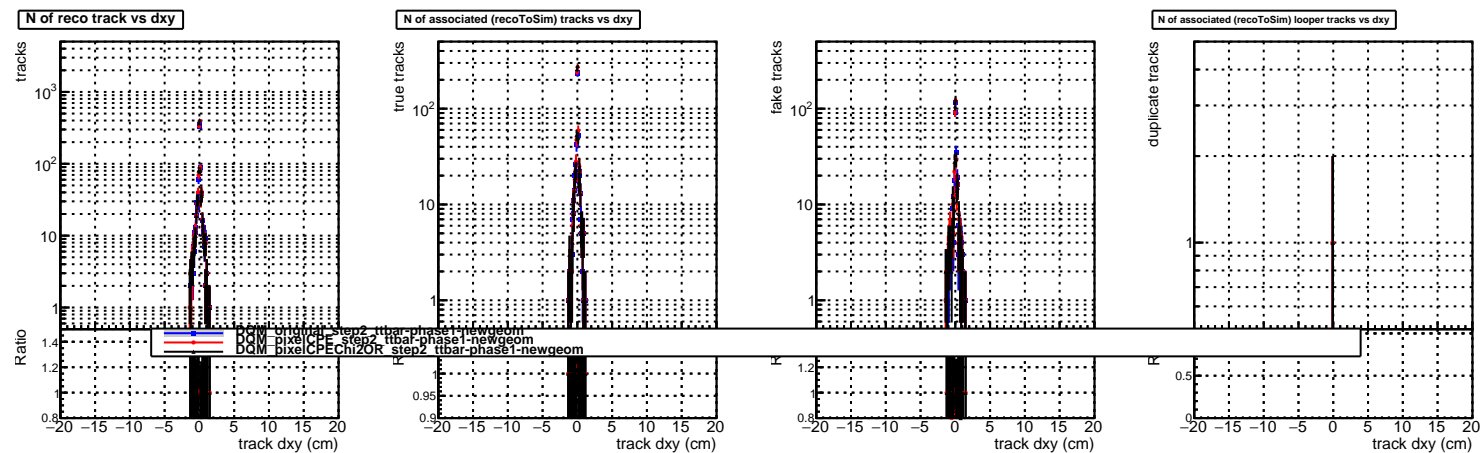 N of reco track vs dxy
tracks
10³
10²
10
1
Ratio
1.4
1.2
1
0.8
−20 −15 −10 −5 0 5 10 15 20
track dxy (cm)
N of associated (recoToSim) tracks vs dxy
true tracks
10²
10
1
1
0.95
0.9
−20 −15 −10 −5 0 5 10 15 20
track dxy (cm)
fake tracks
10²
10
1
1.2
1
0.8
−20 −15 −10 −5 0 5 10 15 20
track dxy (cm)
N of associated (recoToSim) looper tracks vs dxy
duplicate tracks
1
0.5
0
−20 −15 −10 −5 0 5 10 15 20
track dxy (cm)
DQM_original_step2_ttbar-phase1-newgeom
DQM_pixelCPE_step2_ttbar-phase1-newgeom
DQM_pixelCPEChi2OR_step2_ttbar-phase1-newgeom